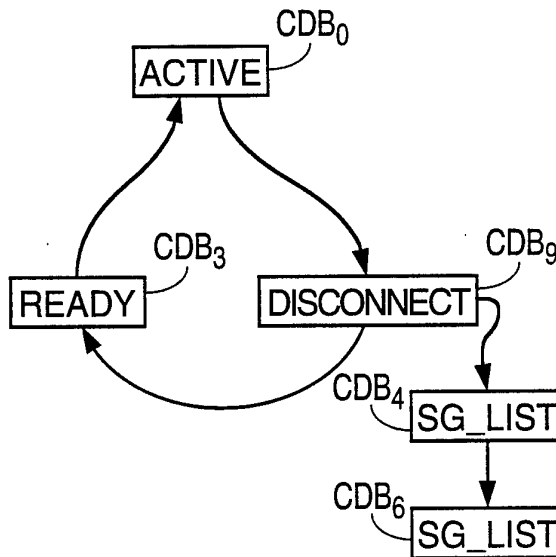 CDB₀
ACTIVE
CDB₃
CDB₉
READY
DISCONNECT
CDB₄
SG_LIST
CDB₆
SG_LIST